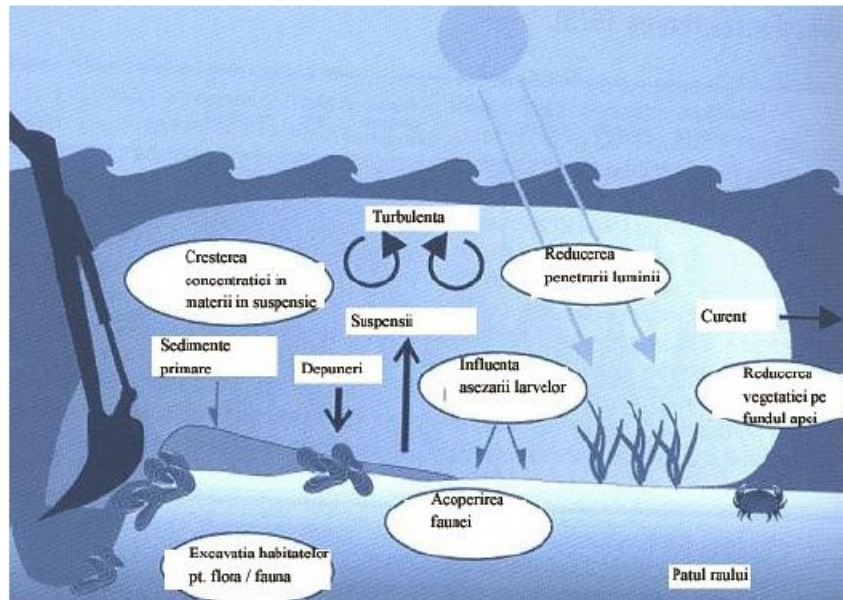 Turbulenta
Cresterea
concentratiei in
materii in suspensie
Reducerea
penetrarii luminii
Suspensii
Curent
Sedimente
primare
Depuneri
Influenta
asezarii larvelor
Reducerea
vegetatiei pe
fundul apei
Acoperirea
faunei
Excavatia habitatelor
pt. flora / fauna
Patul raului